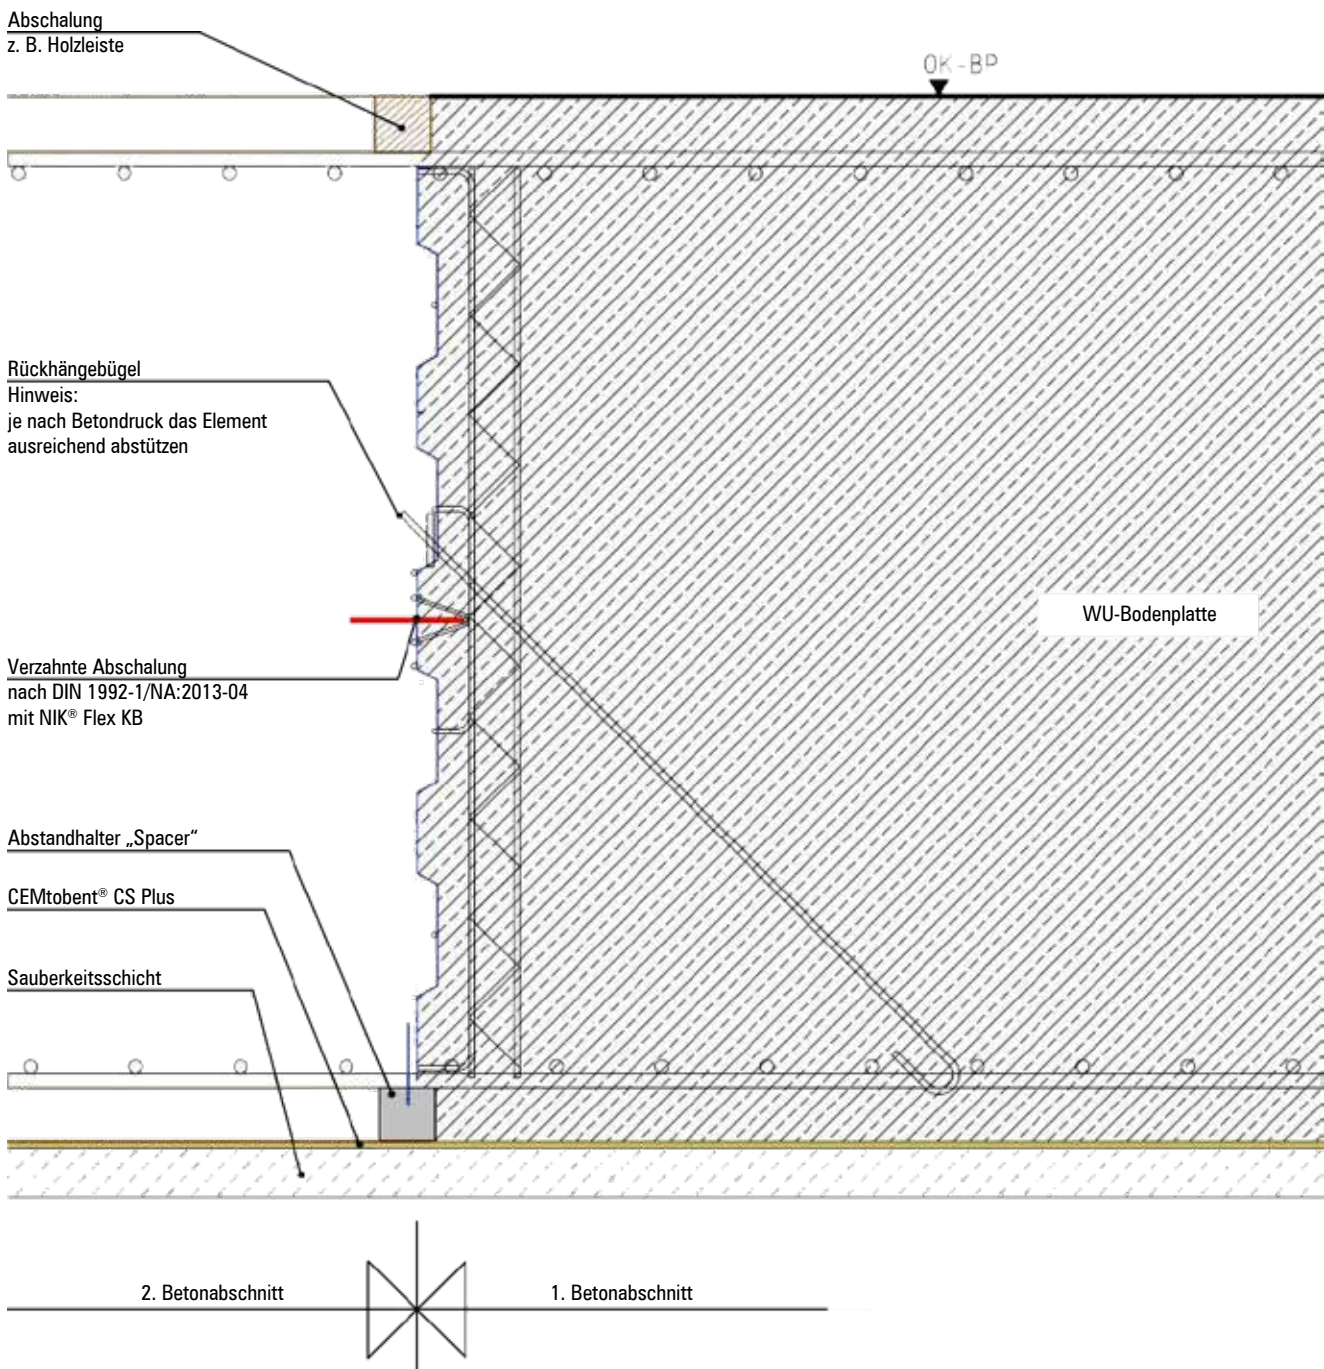 Abschalung
z. B. Holzleiste
OK-BP
Rückhängebügel
Hinweis:
je nach Betondruck das Element
ausreichend abstützen
WU-Bodenplatte
Verzahnte Abschalung
nach DIN 1992-1/NA:2013-04
mit NIK® Flex KB
Abstandhalter „Spacer“
CEMtobent® CS Plus
Sauberkeitsschicht
2. Betonabschnitt
1. Betonabschnitt